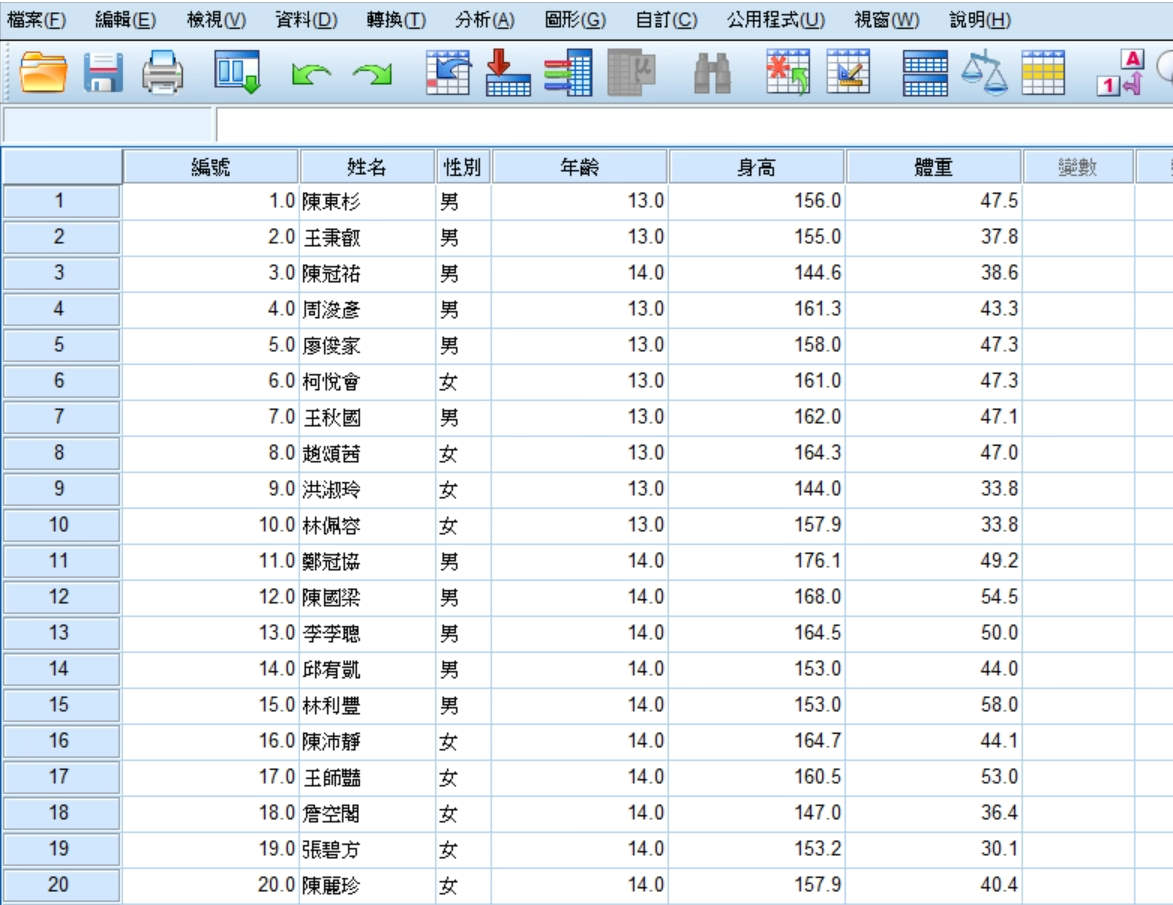 檔案(F) 編輯(E) 檢視(V) 資料(D) 轉換(T) 分析(A) 圖形(G) 自訂(C) 公用程式(U) 視窗(W) 說明(H)
編號 姓名 性別 年齡 身高 體重 變數
1 1.0 陳東杉 男 13.0 156.0 47.5
2 2.0 王秉叡 男 13.0 155.0 37.8
3 3.0 陳冠祐 男 14.0 144.6 38.6
4 4.0 周浚彥 男 13.0 161.3 43.3
5 5.0 廖俊家 男 13.0 158.0 47.3
6 6.0 柯悅會 女 13.0 161.0 47.3
7 7.0 王秋國 男 13.0 162.0 47.1
8 8.0 趙頌茜 女 13.0 164.3 47.0
9 9.0 洪淑玲 女 13.0 144.0 33.8
10 10.0 林佩容 女 13.0 157.9 33.8
11 11.0 鄭冠協 男 14.0 176.1 49.2
12 12.0 陳國梁 男 14.0 168.0 54.5
13 13.0 李李聰 男 14.0 164.5 50.0
14 14.0 邱宥凱 男 14.0 153.0 44.0
15 15.0 林利豐 男 14.0 153.0 58.0
16 16.0 陳沛靜 女 14.0 164.7 44.1
17 17.0 王師豔 女 14.0 160.5 53.0
18 18.0 詹空閣 女 14.0 147.0 36.4
19 19.0 張碧方 女 14.0 153.2 30.1
20 20.0 陳麗珍 女 14.0 157.9 40.4